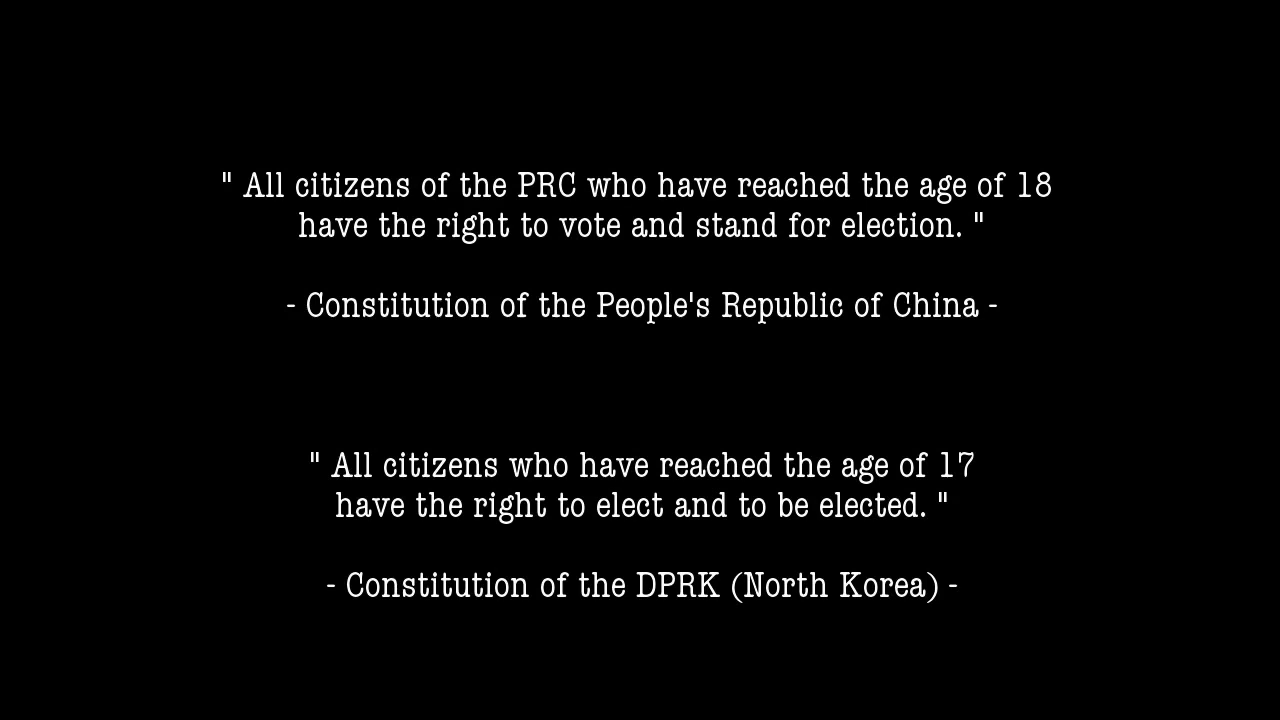 " All citizens of the PRC who have reached the age of 18
have the right to vote and stand for election. "
- Constitution of the People's Republic of China -
" All citizens who have reached the age of 17
have the right to elect and to be elected. "
- Constitution of the DPRK (North Korea) -